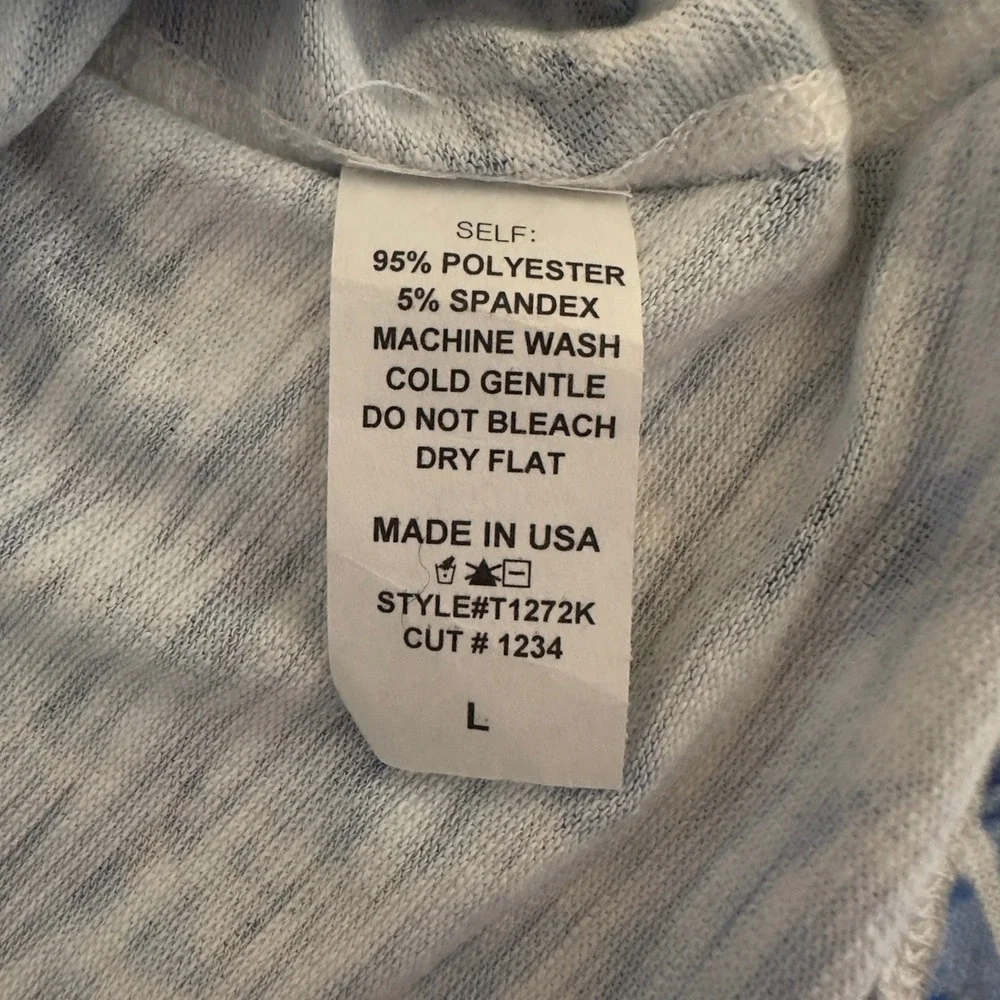 SELF:
95% POLYESTER
5% SPANDEX
MACHINE WASH
COLD GENTLE
DO NOT BLEACH
DRY FLAT
MADE IN USA
STYLE#T1272K
CUT # 1234
L